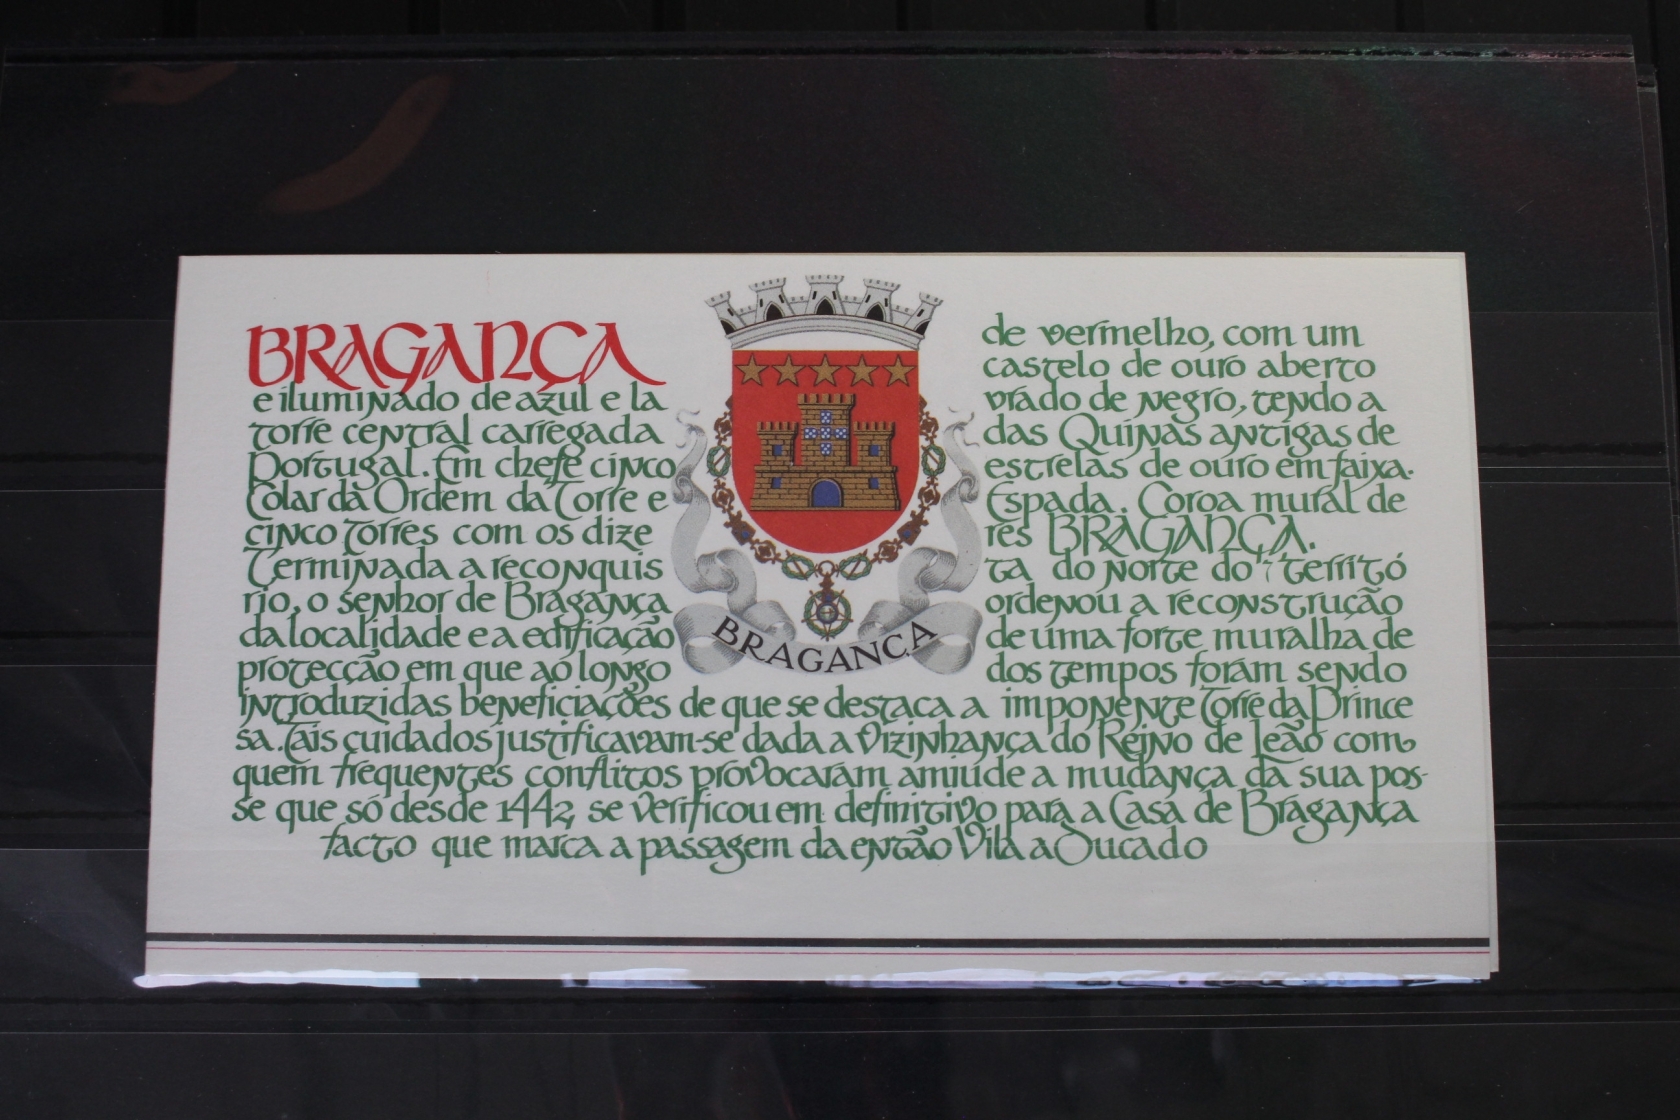 BRAGANÇA de vermelho, com um
castelo de ouro aberto
e iluminado de azul e la vrado de negro, tendo a
torre central carregada das Quinas antigas de
Portugal. Em chefe cinco estrelas de ouro em faixa.
Colar da Ordem da Torre e Espada. Coroa mural de
cinco torres com os dize res BRAGANÇA.
Terminada a reconquis ta do norte do territó
rio, o senhor de Bragança ordenou a reconstrução
da localidade e a edificação de uma forte muralha de
protecção em que ao longo dos tempos foram sendo
introduzidas beneficiações de que se destaca a imponente Torre da Prince
sa. Tais cuidados justificavam-se dada a vizinhança do Reino de Leão com
quem frequentes conflitos provocaram amiude a mudança da sua pos-
se que só desde 1442, se verificou em definitivo para a Casa de Bragança
facto que marca a passagem da então Vila a Ducado
BRAGANÇA